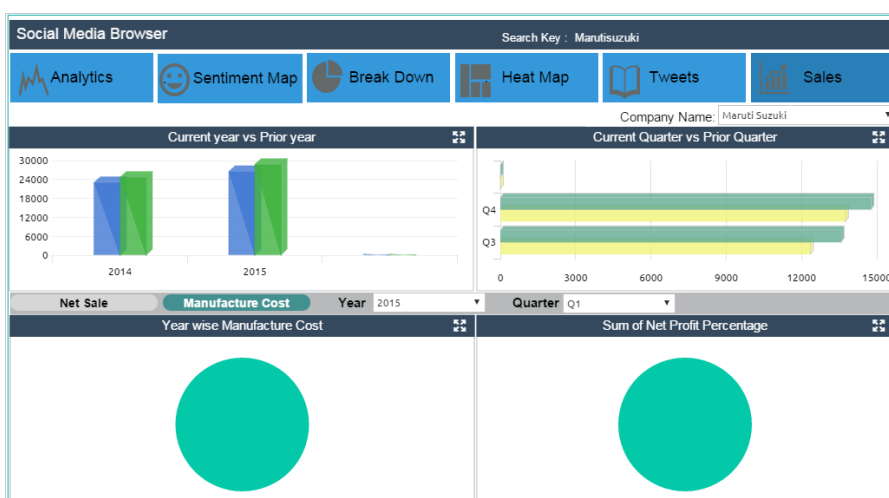 Social Media Browser
Search Key : Marutisuzuki
Analytics
Sentiment Map
Break Down
Heat Map
Tweets
Sales
Company Name: Maruti Suzuki
Current year vs Prior year
30000
24000
18000
12000
6000
0
2014
2015
Current Quarter vs Prior Quarter
Q4
Q3
0
3000
6000
9000
12000
15000
Net Sale
Manufacture Cost
Year 2015
Quarter Q1
Year wise Manufacture Cost
Sum of Net Profit Percentage